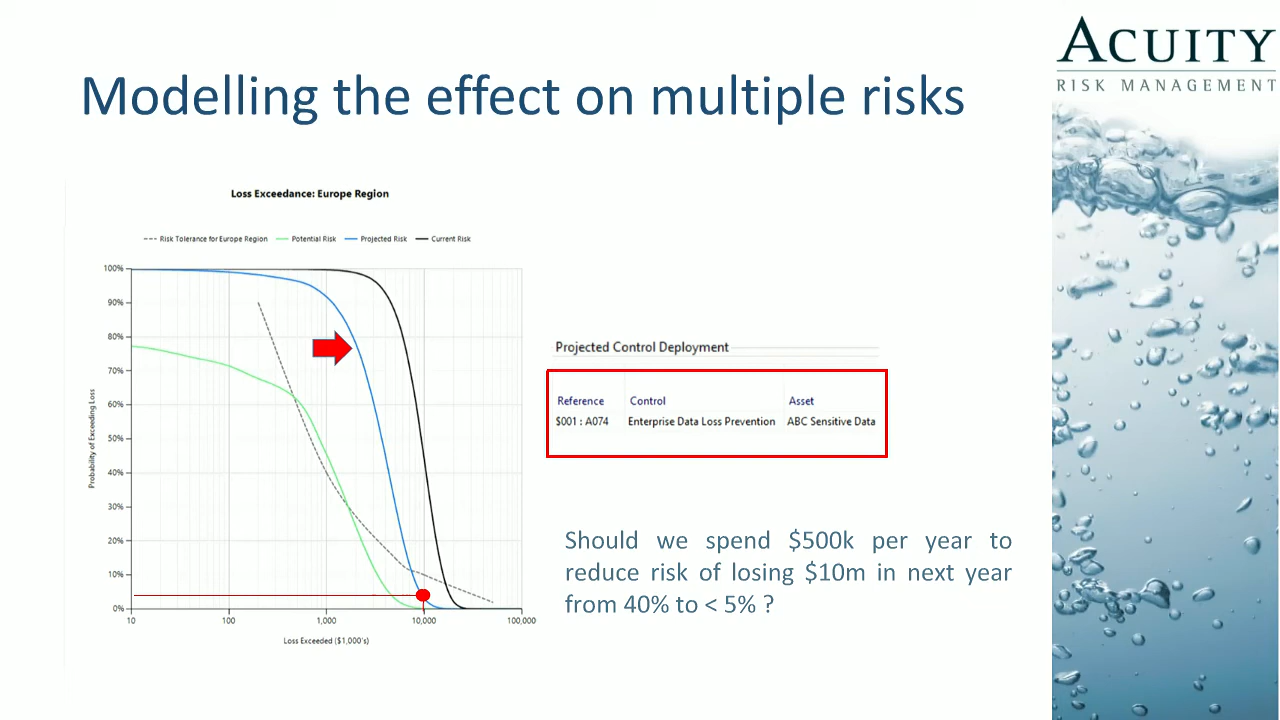 ACUITY
RISK MANAGEMENT
Modelling the effect on multiple risks
Loss Exceedance: Europe Region
Risk Tolerance for Europe Region Potential Risk Projected Risk Current Risk
100%
90%
80%
70%
60%
50%
40%
30%
20%
10%
0%
Probability of Exceeding Loss
10 100 1,000 10,000 100,000
Loss Exceeded ($1,000's)
Projected Control Deployment
Reference Control Asset
$001 : A074 Enterprise Data Loss Prevention ABC Sensitive Data
Should we spend $500k per year to
reduce risk of losing $10m in next year
from 40% to < 5% ?